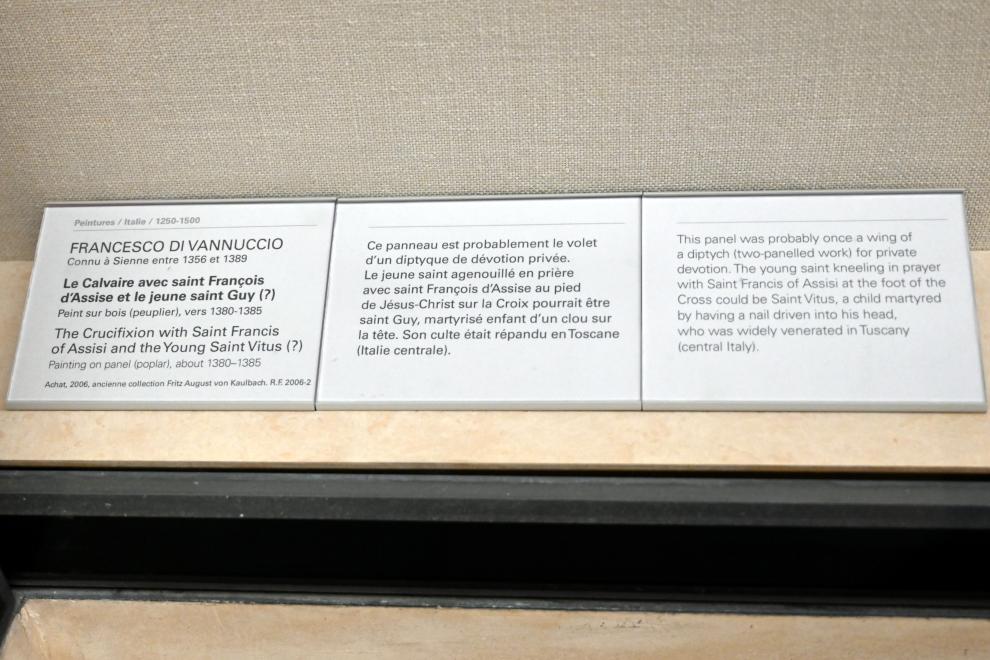 Peintures / Italie / 1250-1500
FRANCESCO DI VANNUCCIO
Connu à Sienne entre 1356 et 1389
Le Calvaire avec saint François
d'Assise et le jeune saint Guy (?)
Peint sur bois (peuplier), vers 1380-1385
The Crucifixion with Saint Francis
of Assisi and the Young Saint Vitus (?)
Painting on panel (poplar), about 1380–1385
Achat, 2006, ancienne collection Fritz August von Kaulbach. R.F. 2006-2
Ce panneau est probablement le volet
d'un diptyque de dévotion privée.
Le jeune saint agenouillé en prière
avec saint François d'Assise au pied
de Jésus-Christ sur la Croix pourrait être
saint Guy, martyrisé enfant d'un clou sur
la tête. Son culte était répandu en Toscane
(Italie centrale).
This panel was probably once a wing of
a diptych (two-panelled work) for private
devotion. The young saint kneeling in prayer
with Saint Francis of Assisi at the foot of the
Cross could be Saint Vitus, a child martyred
by having a nail driven into his head,
who was widely venerated in Tuscany
(central Italy).